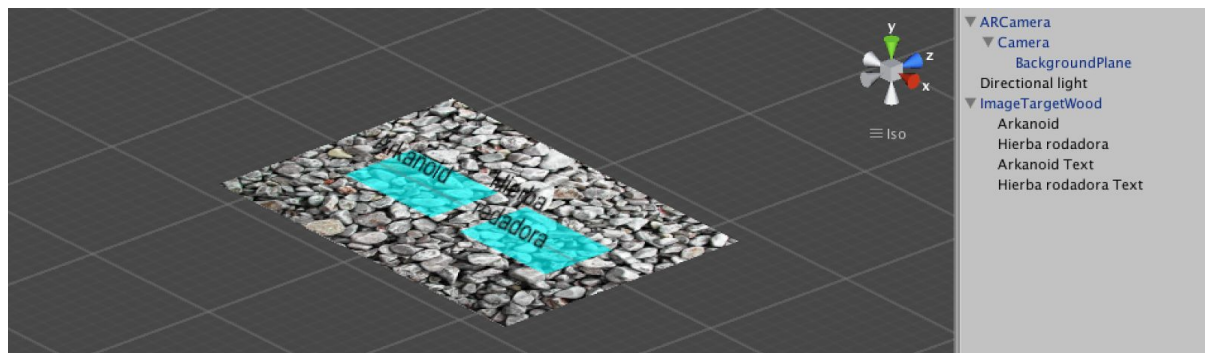 Arkanoid
Hierba
rodadora
y
z
x
Iso
ARCamera
Camera
BackgroundPlane
Directional light
ImageTargetWood
Arkanoid
Hierba rodadora
Arkanoid Text
Hierba rodadora Text